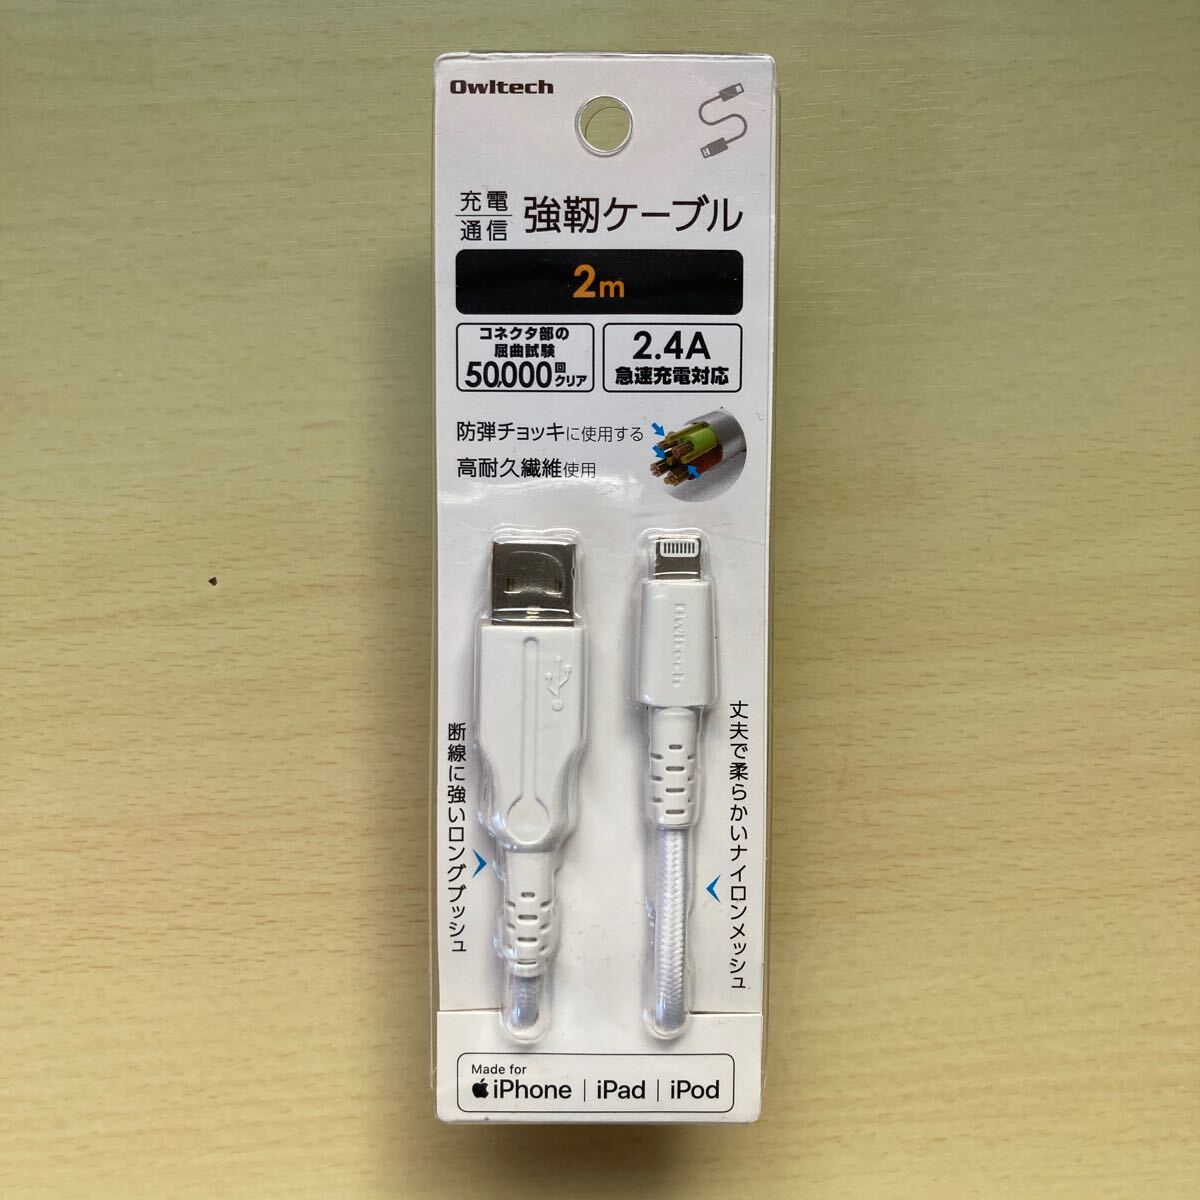 Owltech
充電
通信
強靭ケーブル
2m
コネクタ部の
屈曲試験
50,000回クリア
2.4A
急速充電対応
防弾チョッキに使用する
高耐久繊維使用
Owltech
断線に強いロングブッシュ
丈夫で柔らかいナイロンメッシュ
Made for
iPhone | iPad | iPod